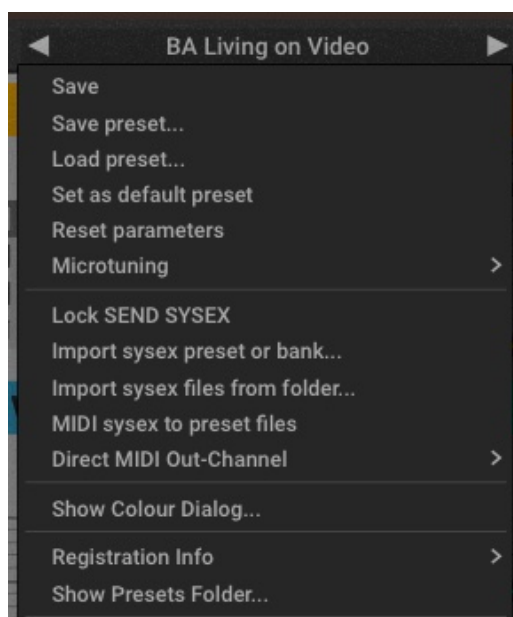 BA Living on Video
Save
Save preset...
Load preset...
Set as default preset
Reset parameters
Microtuning
Lock SEND SYSEX
Import sysex preset or bank...
Import sysex files from folder...
MIDI sysex to preset files
Direct MIDI Out-Channel
Show Colour Dialog...
Registration Info
Show Presets Folder...